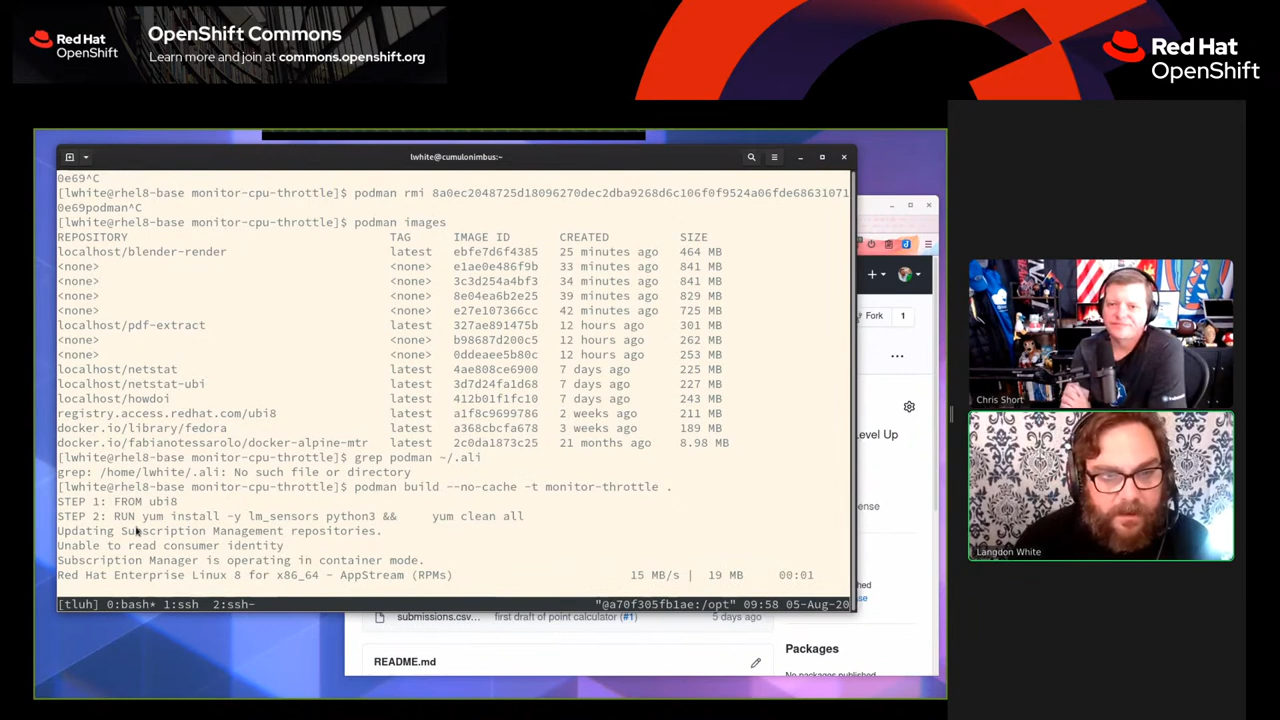 Red Hat
OpenShift
OpenShift Commons
Learn more and join at commons.openshift.org
Red Hat
OpenShift
lwhite@cumulonimbus:~
0e69^C
[lwhite@rhel8-base monitor-cpu-throttle]$ podman rmi 8a0ec2048725d18096270dec2dba9268d6c106f0f9524a06fde68631071
0e69podman^C
[lwhite@rhel8-base monitor-cpu-throttle]$ podman images
REPOSITORY TAG IMAGE ID CREATED SIZE
localhost/blender-render latest ebfe7d6f4385 25 minutes ago 464 MB
<none> <none> e1ae0e486f9b 33 minutes ago 841 MB
<none> <none> 3c3d254a4bf3 34 minutes ago 841 MB
<none> <none> 8e04ea6b2e25 39 minutes ago 829 MB
<none> <none> e27e107366cc 42 minutes ago 725 MB
localhost/pdf-extract latest 327ae891475b 12 hours ago 301 MB
<none> <none> b98687d200c5 12 hours ago 262 MB
<none> <none> 0ddeaee5b80c 12 hours ago 253 MB
localhost/netstat latest 4ae808ce6900 7 days ago 225 MB
localhost/netstat-ubi latest 3d7d24fa1d68 7 days ago 227 MB
localhost/howdoi latest 412b01f1fc10 7 days ago 243 MB
registry.access.redhat.com/ubi8 latest a1f8c9699786 2 weeks ago 211 MB
docker.io/library/fedora latest a368cbcfa678 3 weeks ago 189 MB
docker.io/fabianotessarolo/docker-alpine-mtr latest 2c0da1873c25 21 months ago 8.98 MB
[lwhite@rhel8-base monitor-cpu-throttle]$ grep podman ~/.ali
grep: /home/lwhite/.ali: No such file or directory
[lwhite@rhel8-base monitor-cpu-throttle]$ podman build --no-cache -t monitor-throttle .
STEP 1: FROM ubi8
STEP 2: RUN yum install -y lm_sensors python3 && yum clean all
Updating Subscription Management repositories.
Unable to read consumer identity
Subscription Manager is operating in container mode.
Red Hat Enterprise Linux 8 for x86_64 - AppStream (RPMs) 15 MB/s | 19 MB 00:01
[tluh] 0:bash* 1:ssh 2:ssh- "@a70f305fb1ae:/opt" 09:58 05-Aug-20
Fork 1
Level Up
ense
submissions.csv... first draft of point calculator (#1) 5 days ago
README.md
Packages
No packages published
Chris Short
Langdon White